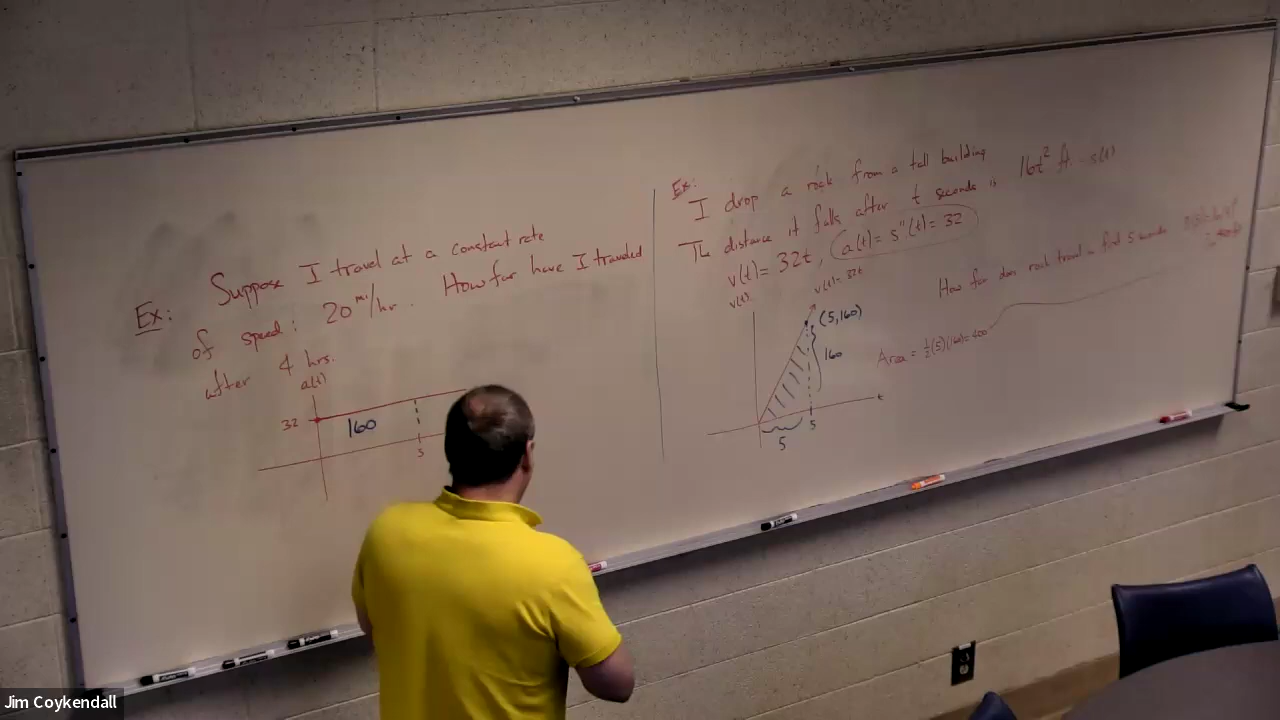 Ex: Suppose I travel at a constant rate
of speed: 20 mi/hr. How far have I traveled
after 4 hrs.
a(t)
32
160
5
Ex:
I drop a rock from a tall building
The distance it falls after t seconds is 16t² ft. s(t)
v(t) = 32t, a(t) = s"(t) = 32
How far does rock travel in first 5 seconds
v(t)
v(t) = 32t
(5,160)
160
Area = ½(5)(160) = 400
t
5
5
Jim Coykendall